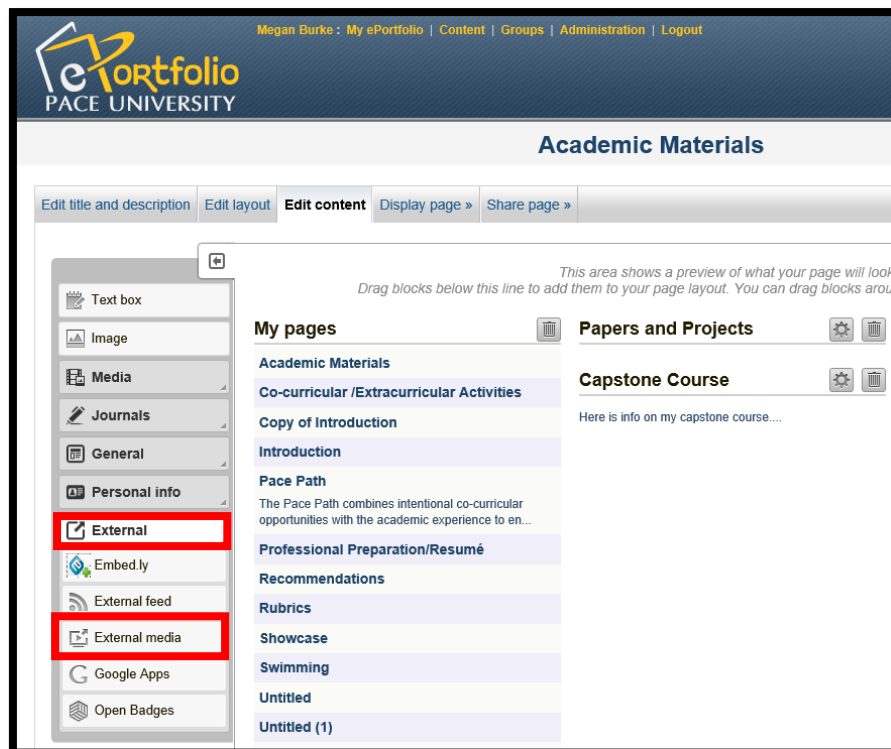 Megan Burke : My ePortfolio | Content | Groups | Administration | Logout
ePortfolio
PACE UNIVERSITY
Academic Materials
Edit title and description Edit layout Edit content Display page » Share page »
This area shows a preview of what your page will look
Drag blocks below this line to add them to your page layout. You can drag blocks arou
Text box
Image
Media
Journals
General
Personal info
External
Embed.ly
External feed
External media
Google Apps
Open Badges
My pages
Academic Materials
Co-curricular /Extracurricular Activities
Copy of Introduction
Introduction
Pace Path
The Pace Path combines intentional co-curricular
opportunities with the academic experience to en...
Professional Preparation/Resumé
Recommendations
Rubrics
Showcase
Swimming
Untitled
Untitled (1)
Papers and Projects
Capstone Course
Here is info on my capstone course....